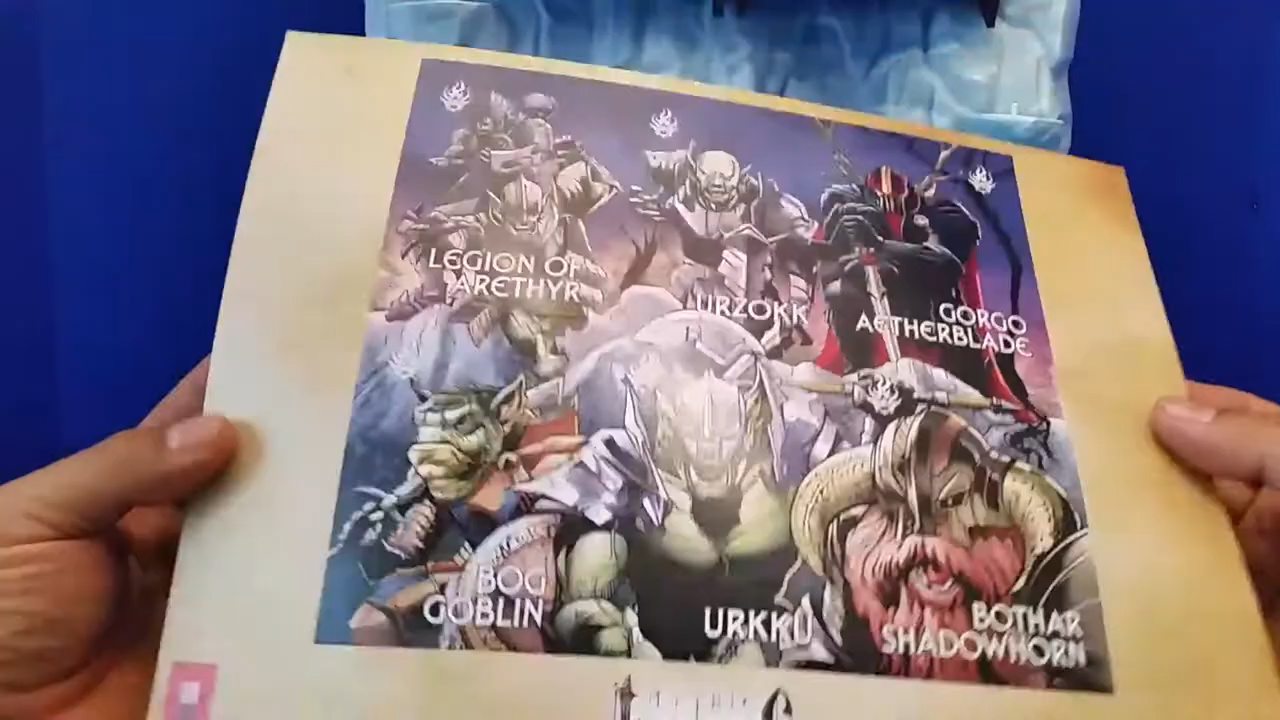 LEGION OF
ARETHYR
URZOKK
GORGO
AETHERBLADE
BOG
GOBLIN
URKKU
BOTHAR
SHADOWHORN